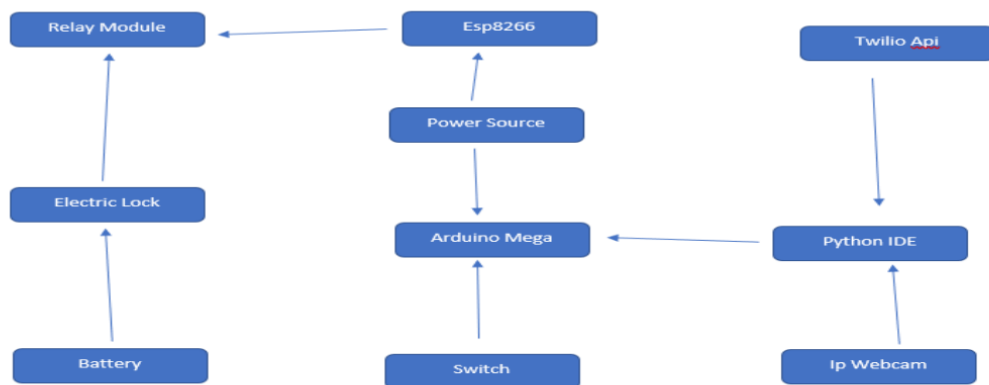 Relay Module
Esp8266
Twilio Api
Power Source
Electric Lock
Arduino Mega
Python IDE
Battery
Switch
Ip Webcam